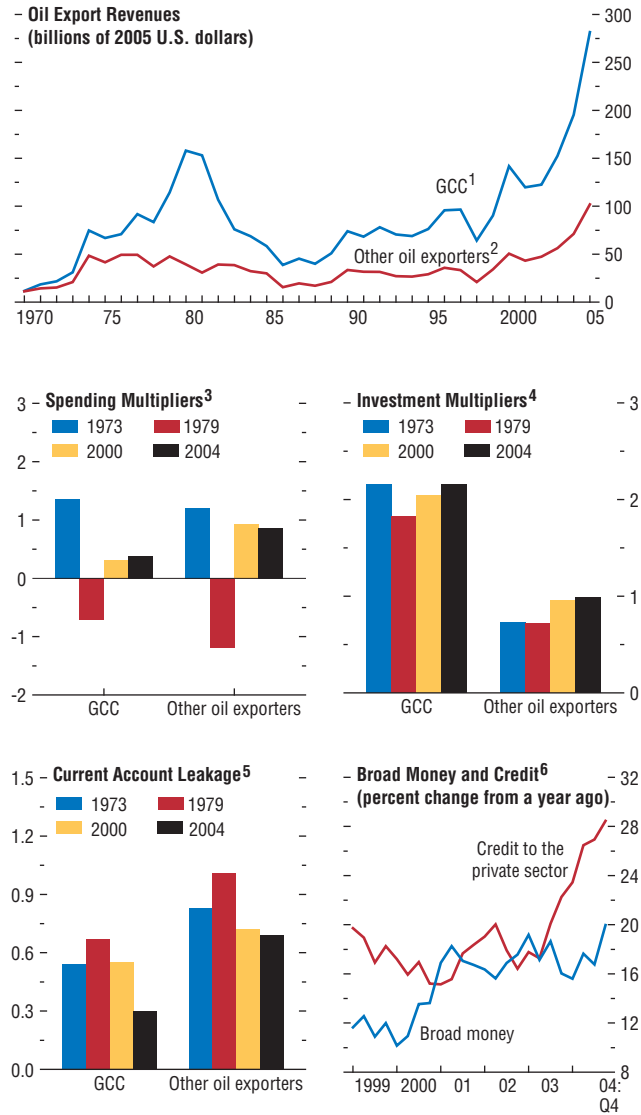 Oil Export Revenues
(billions of 2005 U.S. dollars)
300
250
200
150
100
50
0
GCC1
Other oil exporters2
1970 75 80 85 90 95 2000 05
Spending Multipliers3
1973 1979
2000 2004
3
2
1
0
-1
-2
GCC Other oil exporters
Investment Multipliers4
1973 1979
2000 2004
3
2
1
0
GCC Other oil exporters
Current Account Leakage5
1973 1979
2000 2004
1.5
1.2
0.9
0.6
0.3
0.0
GCC Other oil exporters
Broad Money and Credit6
(percent change from a year ago)
32
28
24
20
16
12
8
Credit to the
private sector
Broad money
1999 2000 01 02 03 04:
Q4